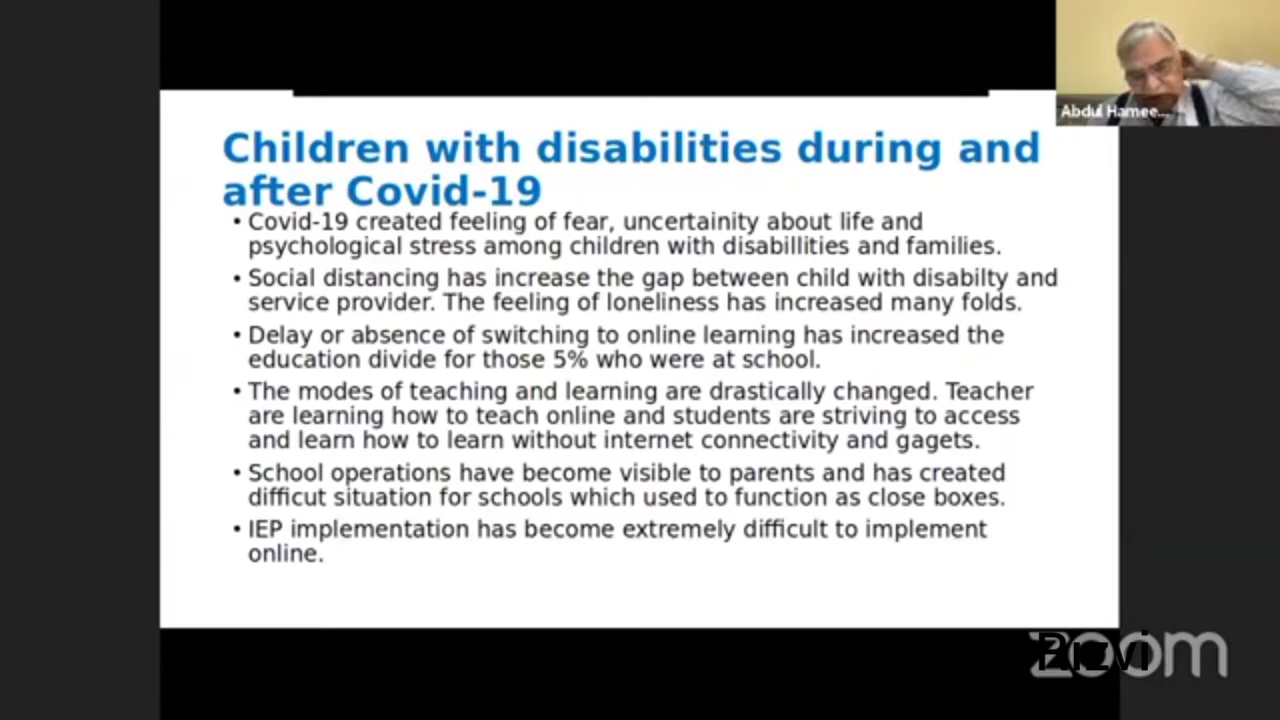 Abdul Hamee...
Children with disabilities during and
after Covid-19
• Covid-19 created feeling of fear, uncertainity about life and
psychological stress among children with disabillities and families.
• Social distancing has increase the gap between child with disabilty and
service provider. The feeling of loneliness has increased many folds.
• Delay or absence of switching to online learning has increased the
education divide for those 5% who were at school.
• The modes of teaching and learning are drastically changed. Teacher
are learning how to teach online and students are striving to access
and learn how to learn without internet connectivity and gagets.
• School operations have become visible to parents and has created
difficut situation for schools which used to function as close boxes.
• IEP implementation has become extremely difficult to implement
online.
zoom